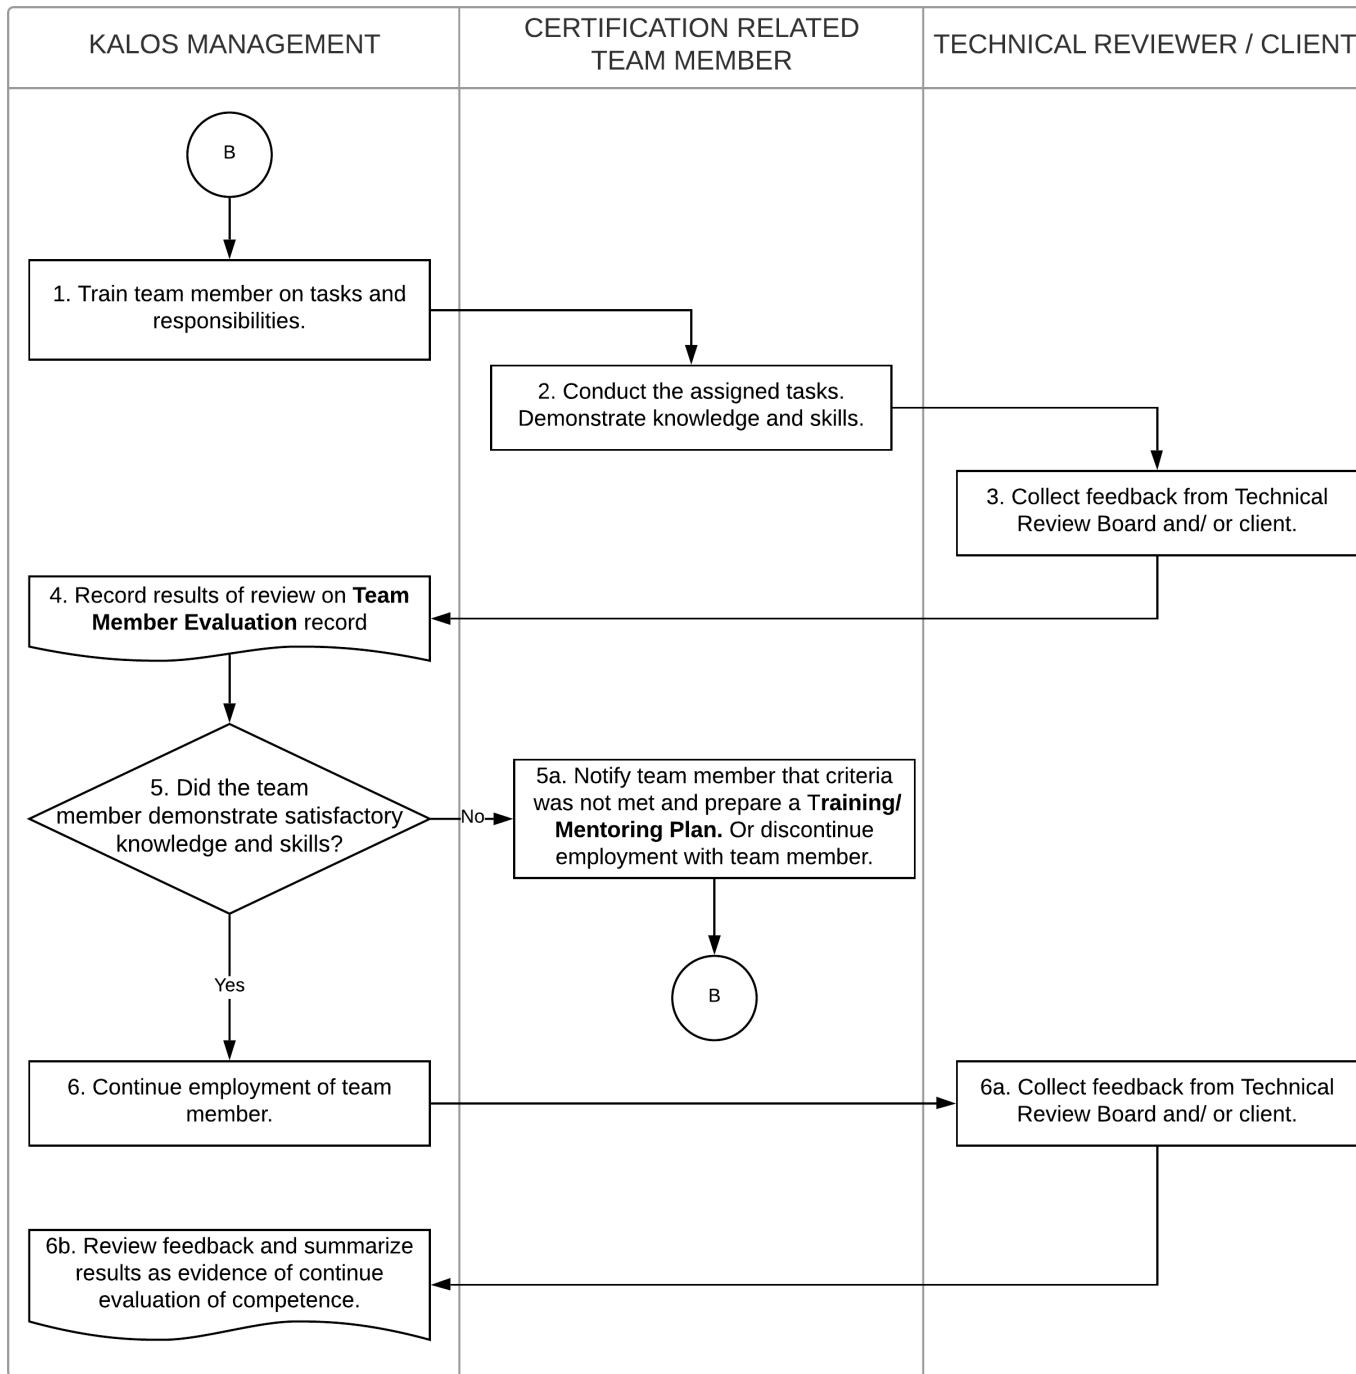 KALOS MANAGEMENT
CERTIFICATION RELATED
TEAM MEMBER
TECHNICAL REVIEWER / CLIENT
B
1. Train team member on tasks and
responsibilities.
2. Conduct the assigned tasks.
Demonstrate knowledge and skills.
3. Collect feedback from Technical
Review Board and/ or client.
4. Record results of review on Team
Member Evaluation record
5. Did the team
member demonstrate satisfactory
knowledge and skills?
No
5a. Notify team member that criteria
was not met and prepare a Training/
Mentoring Plan. Or discontinue
employment with team member.
Yes
B
6. Continue employment of team
member.
6a. Collect feedback from Technical
Review Board and/ or client.
6b. Review feedback and summarize
results as evidence of continue
evaluation of competence.